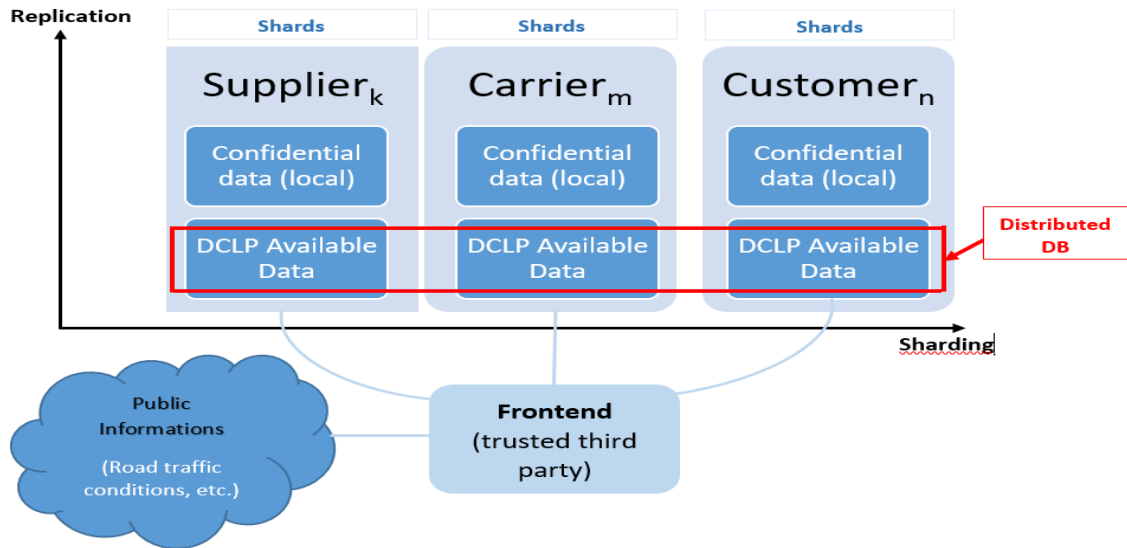 Replication
Shards
Shards
Shards
Supplierk
Carrierm
Customern
Confidential
data (local)
Confidential
data (local)
Confidential
data (local)
DCLP Available
Data
DCLP Available
Data
DCLP Available
Data
Distributed
DB
Sharding
Public
Informations
(Road traffic
conditions, etc.)
Frontend
(trusted third
party)